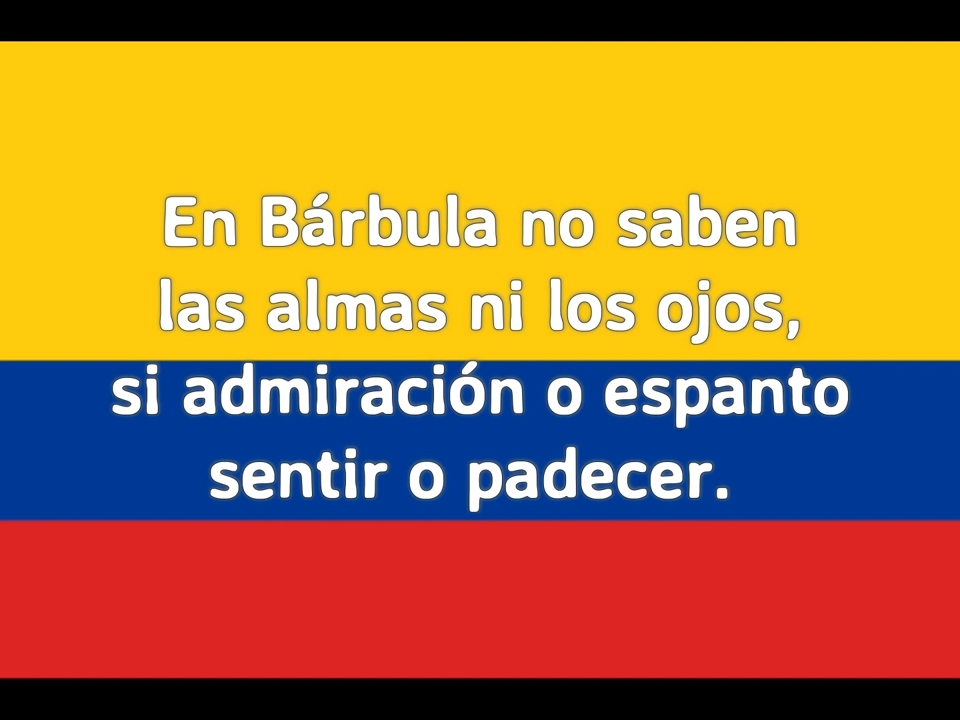 En Bárbula no saben
las almas ni los ojos,
si admiración o espanto
sentir o padecer.